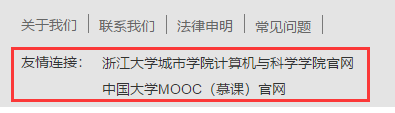 关于我们 联系我们 法律申明 常见问题
友情连接： 浙江大学城市学院计算机与科学学院官网
中国大学MOOC（慕课）官网